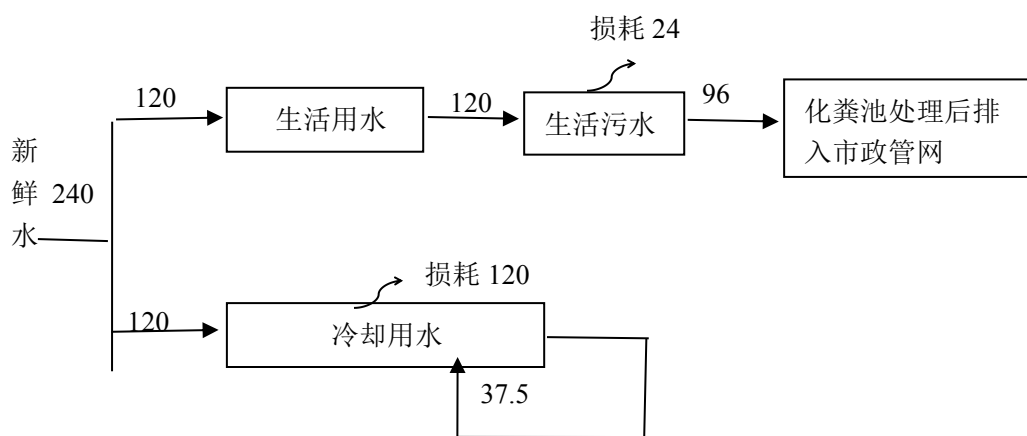 损耗 24
120
生活用水
120
生活污水
96
化粪池处理后排
入市政管网
新
鲜 240
水
损耗 120
120
冷却用水
37.5